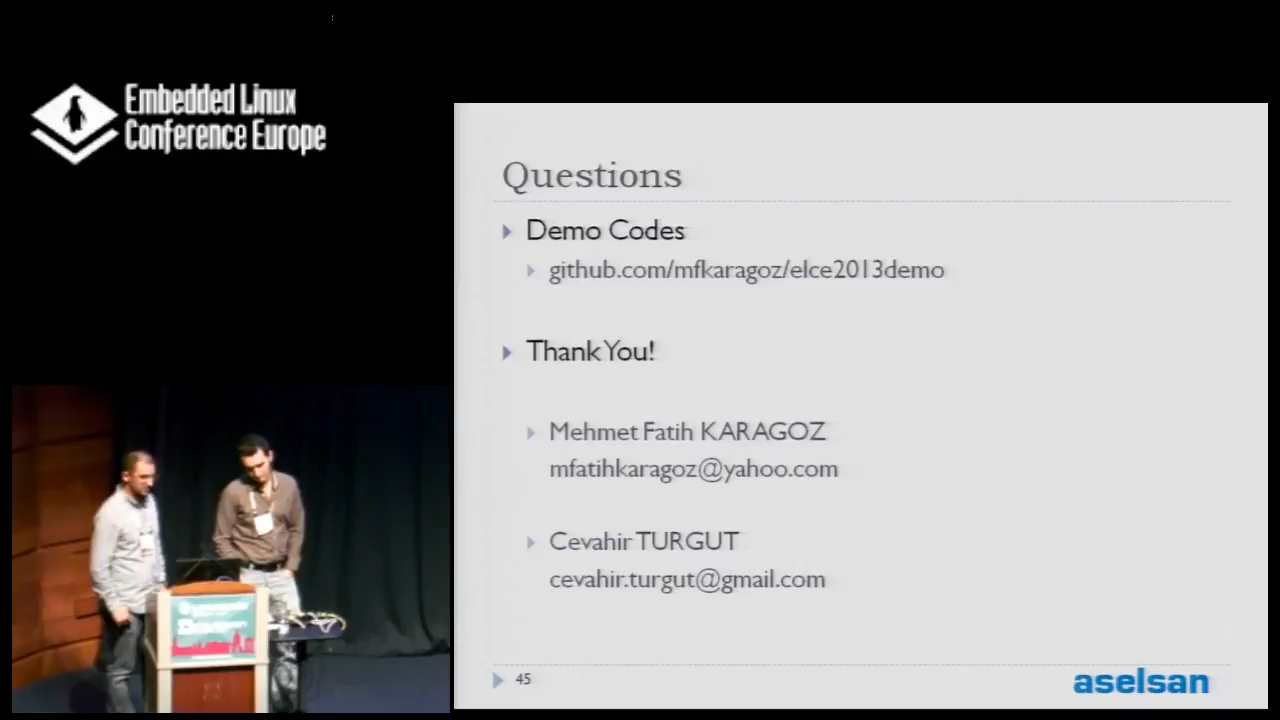 Embedded Linux
Conference Europe
Questions
Demo Codes
github.com/mfkaragoz/elce2013demo
Thank You!
Mehmet Fatih KARAGOZ
mfatihkaragoz@yahoo.com
Cevahir TURGUT
cevahir.turgut@gmail.com
45
aselsan